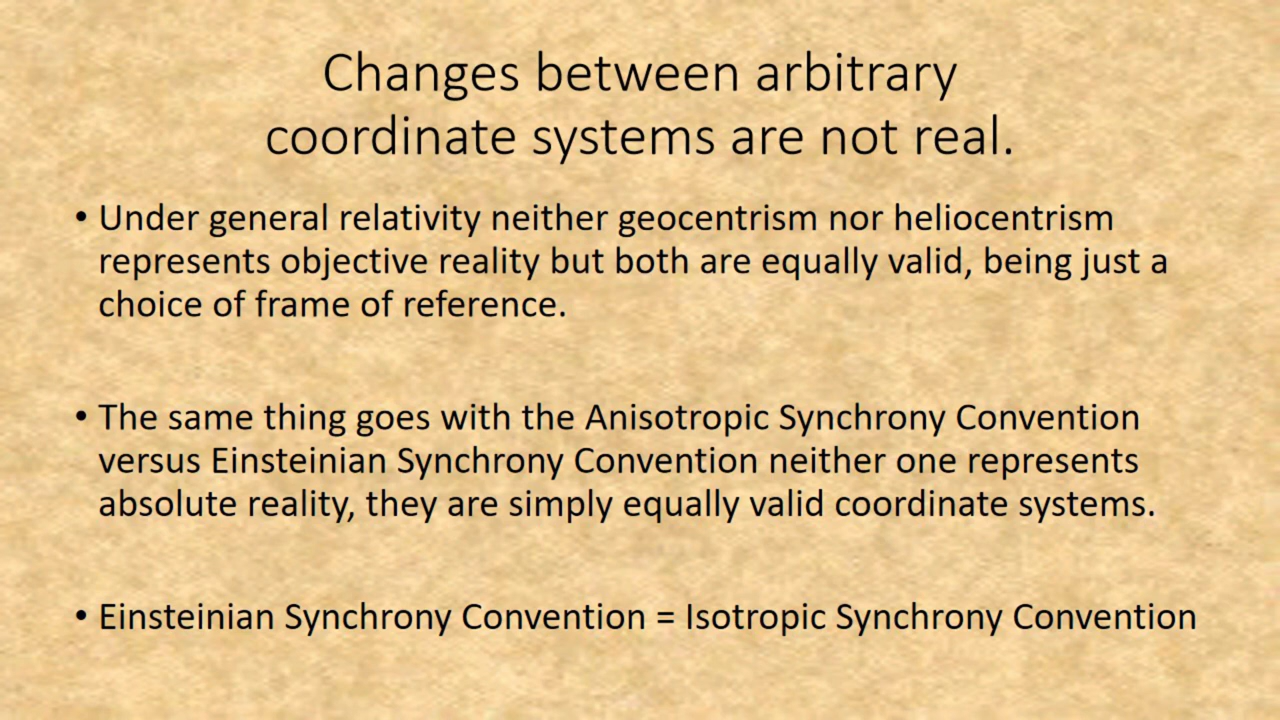 Changes between arbitrary
coordinate systems are not real.
• Under general relativity neither geocentrism nor heliocentrism
represents objective reality but both are equally valid, being just a
choice of frame of reference.
• The same thing goes with the Anisotropic Synchrony Convention
versus Einsteinian Synchrony Convention neither one represents
absolute reality, they are simply equally valid coordinate systems.
• Einsteinian Synchrony Convention = Isotropic Synchrony Convention